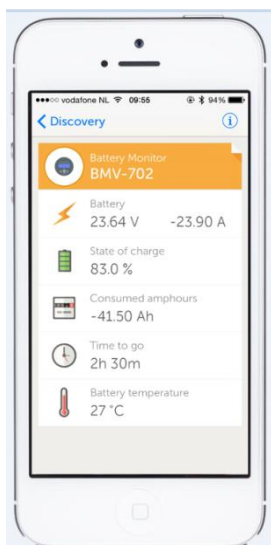 vodafone NL 09:55 94%
Discovery
Battery Monitor
BMV-702
Battery
23.64 V -23.90 A
State of charge
83.0 %
Consumed amphours
-41.50 Ah
Time to go
2h 30m
Battery temperature
27 °C